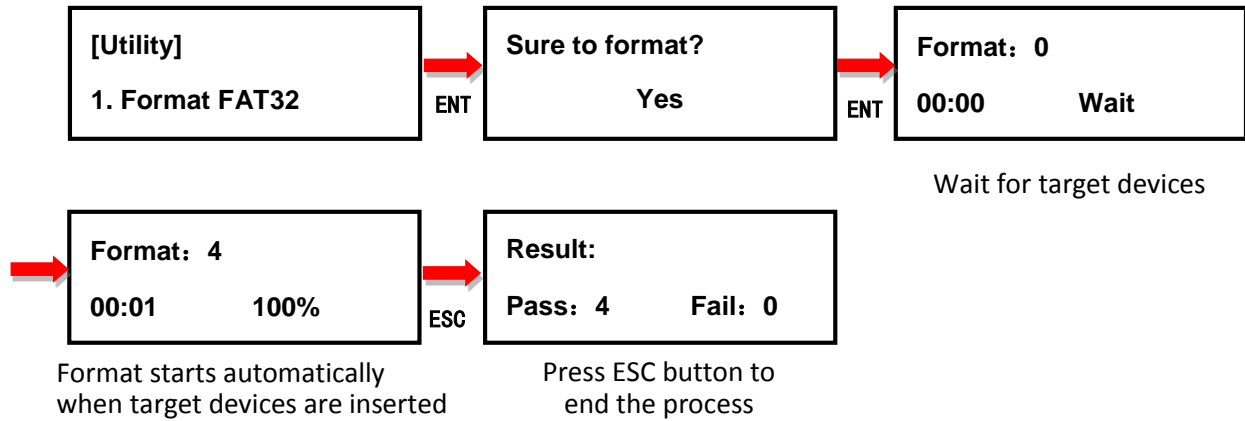 [Utility]
1. Format FAT32
ENT
Sure to format?
Yes
ENT
Format：0
00:00 Wait
Wait for target devices
Format：4
00:01 100%
Format starts automatically
when target devices are inserted
ESC
Result:
Pass：4 Fail：0
Press ESC button to
end the process